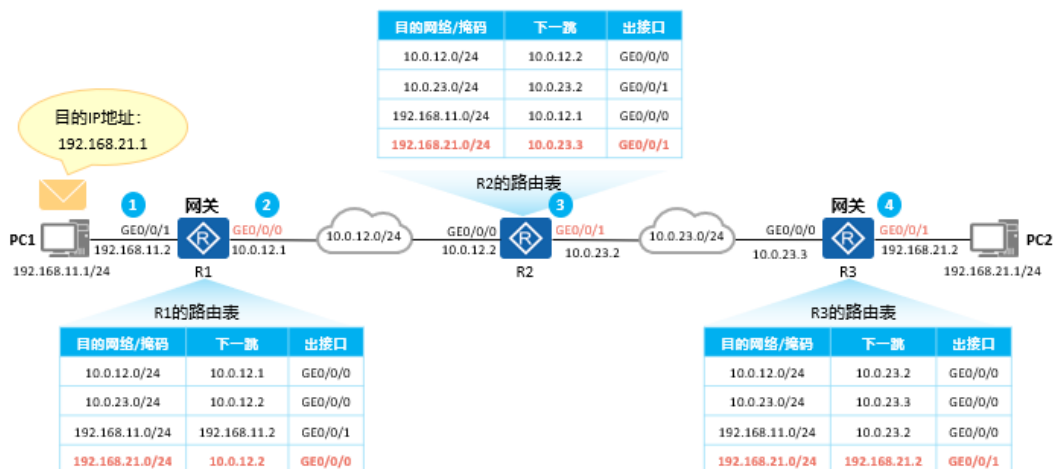 目的网络/掩码 下一跳 出接口
10.0.12.0/24 10.0.12.2 GE0/0/0
10.0.23.0/24 10.0.23.2 GE0/0/1
192.168.11.0/24 10.0.12.1 GE0/0/0
192.168.21.0/24 10.0.23.3 GE0/0/1
R2的路由表
目的IP地址:
192.168.21.1
1 网关 2 3 网关 4
PC1 GE0/0/1 GE0/0/0 10.0.12.0/24 GE0/0/0 GE0/0/1 10.0.23.0/24 GE0/0/0 GE0/0/1 PC2
192.168.11.2 R 10.0.12.1 10.0.12.2 R 10.0.23.2 10.0.23.3 R 192.168.21.2
192.168.11.1/24 R1 R2 R3 192.168.21.1/24
R1的路由表
目的网络/掩码 下一跳 出接口
10.0.12.0/24 10.0.12.1 GE0/0/0
10.0.23.0/24 10.0.12.2 GE0/0/0
192.168.11.0/24 192.168.11.2 GE0/0/1
192.168.21.0/24 10.0.12.2 GE0/0/0
R3的路由表
目的网络/掩码 下一跳 出接口
10.0.12.0/24 10.0.23.2 GE0/0/0
10.0.23.0/24 10.0.23.3 GE0/0/0
192.168.11.0/24 10.0.23.2 GE0/0/0
192.168.21.0/24 192.168.21.2 GE0/0/1